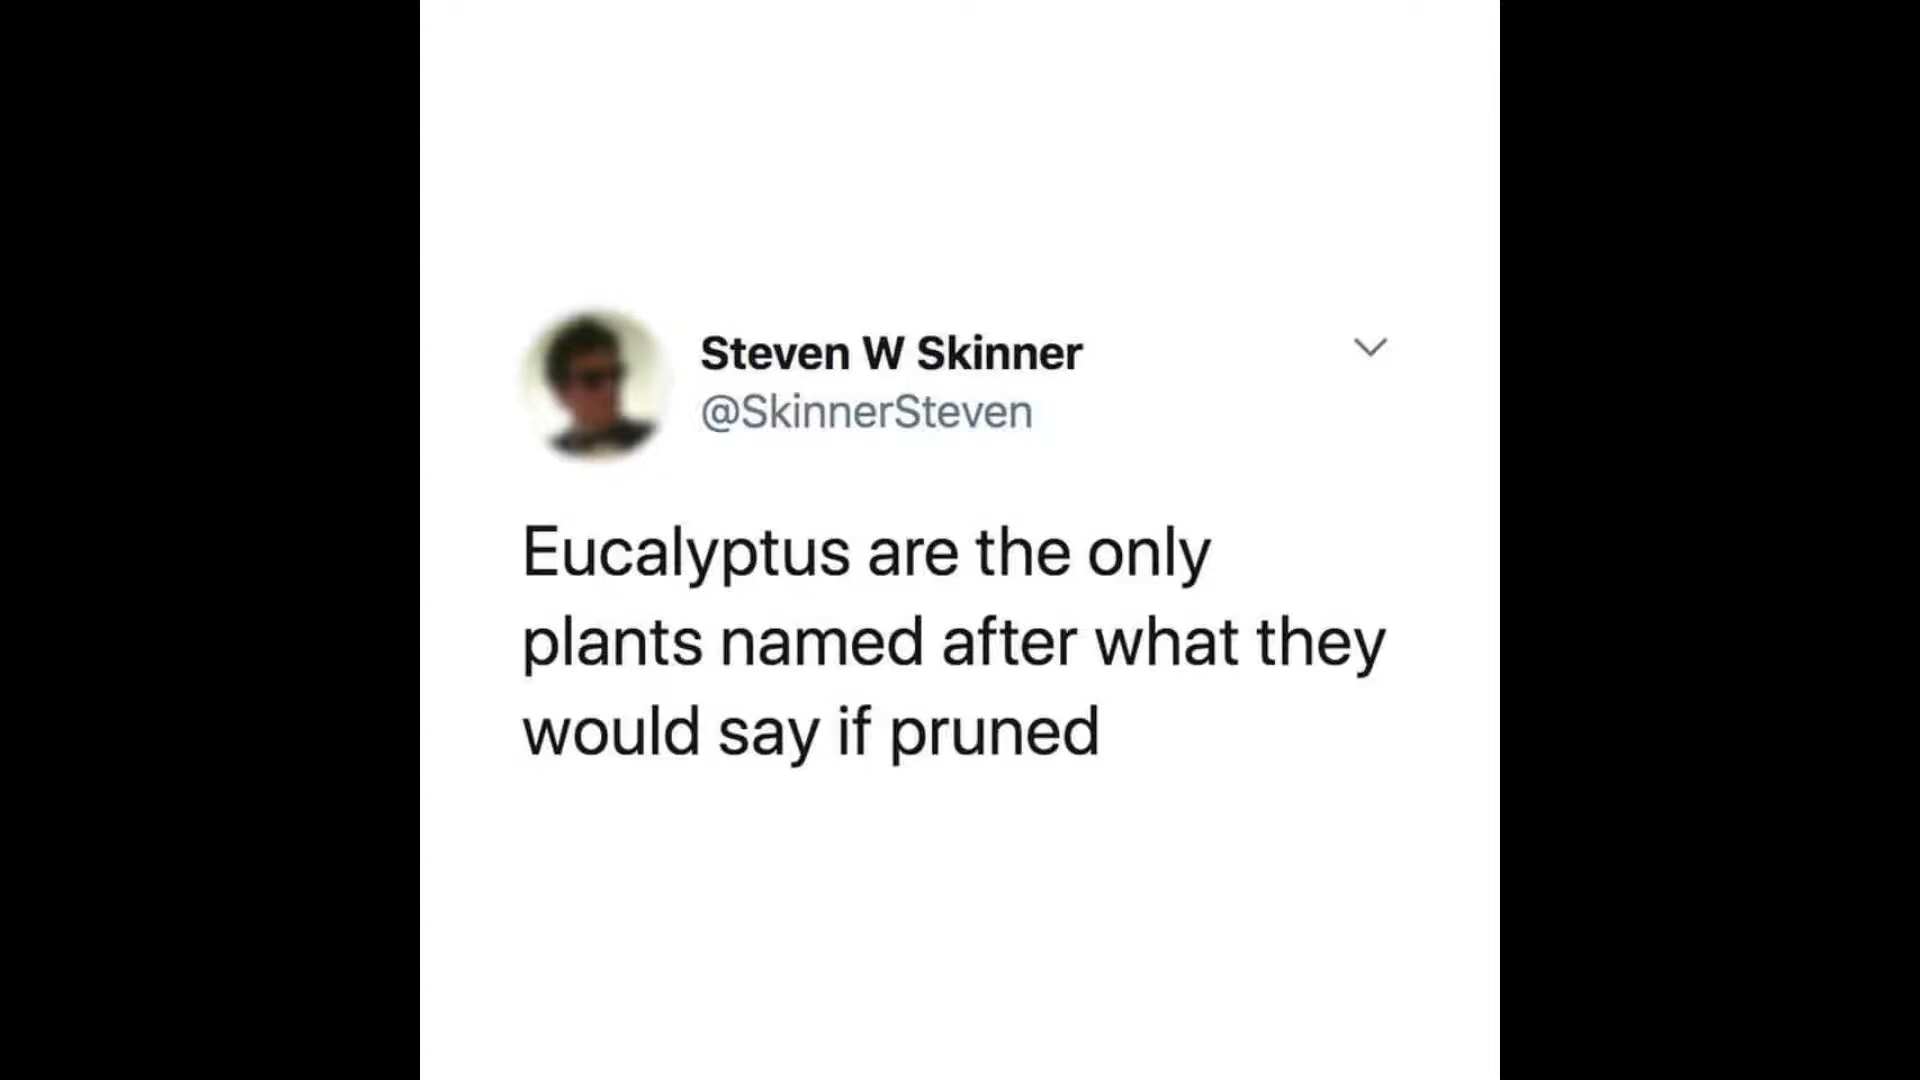 Steven W Skinner
@SkinnerSteven
Eucalyptus are the only
plants named after what they
would say if pruned